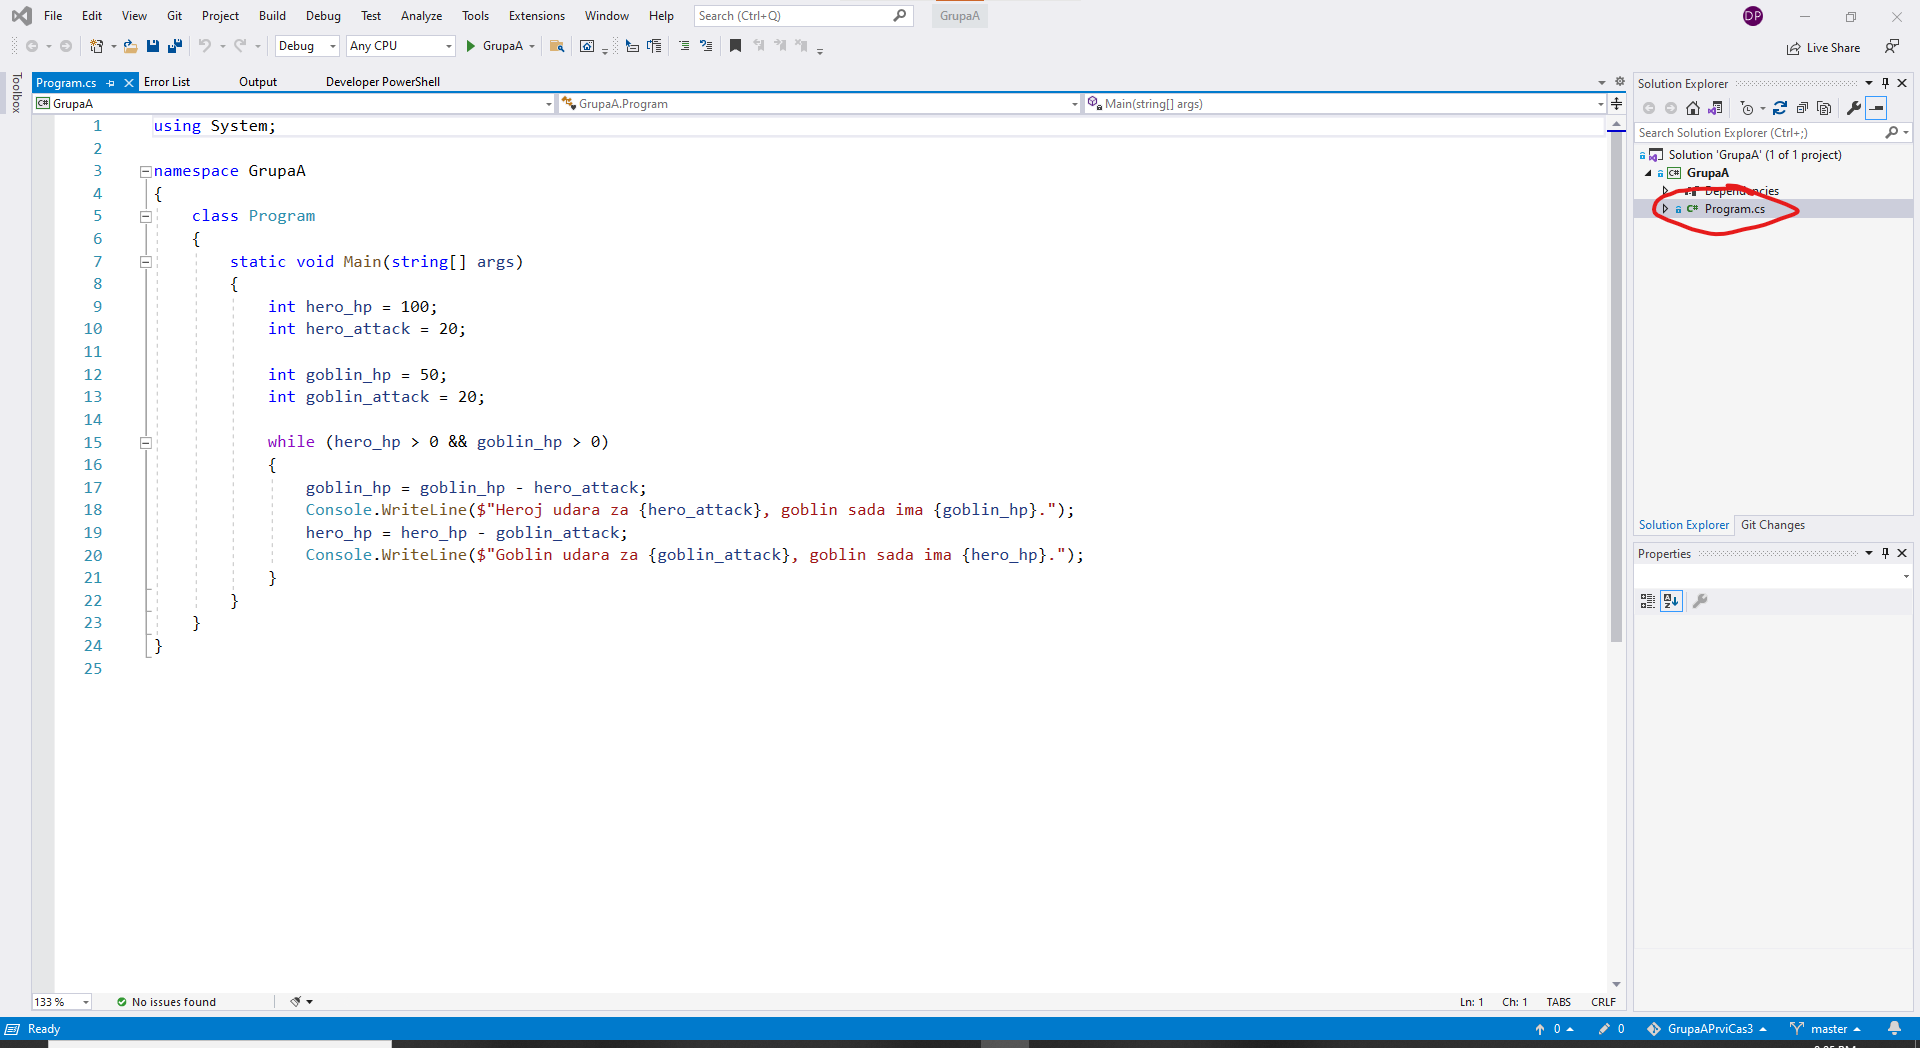 File Edit View Git Project Build Debug Test Analyze Tools Extensions Window Help Search (Ctrl+Q) GrupaA DP
Debug Any CPU GrupaA Live Share
Toolbox
Program.cs Error List Output Developer PowerShell
GrupaA GrupaA.Program Main(string[] args)
1 using System;
2
3 namespace GrupaA
4 {
5 class Program
6 {
7 static void Main(string[] args)
8 {
9 int hero_hp = 100;
10 int hero_attack = 20;
11
12 int goblin_hp = 50;
13 int goblin_attack = 20;
14
15 while (hero_hp > 0 && goblin_hp > 0)
16 {
17 goblin_hp = goblin_hp - hero_attack;
18 Console.WriteLine($"Heroj udara za {hero_attack}, goblin sada ima {goblin_hp}.");
19 hero_hp = hero_hp - goblin_attack;
20 Console.WriteLine($"Goblin udara za {goblin_attack}, goblin sada ima {hero_hp}.");
21 }
22 }
23 }
24 }
25
133 % No issues found Ln: 1 Ch: 1 TABS CRLF
Solution Explorer
Search Solution Explorer (Ctrl+;)
Solution 'GrupaA' (1 of 1 project)
C# GrupaA
Dependencies
C# Program.cs
Solution Explorer Git Changes
Properties
Ready 0 0 GrupaAPrviCas3 master